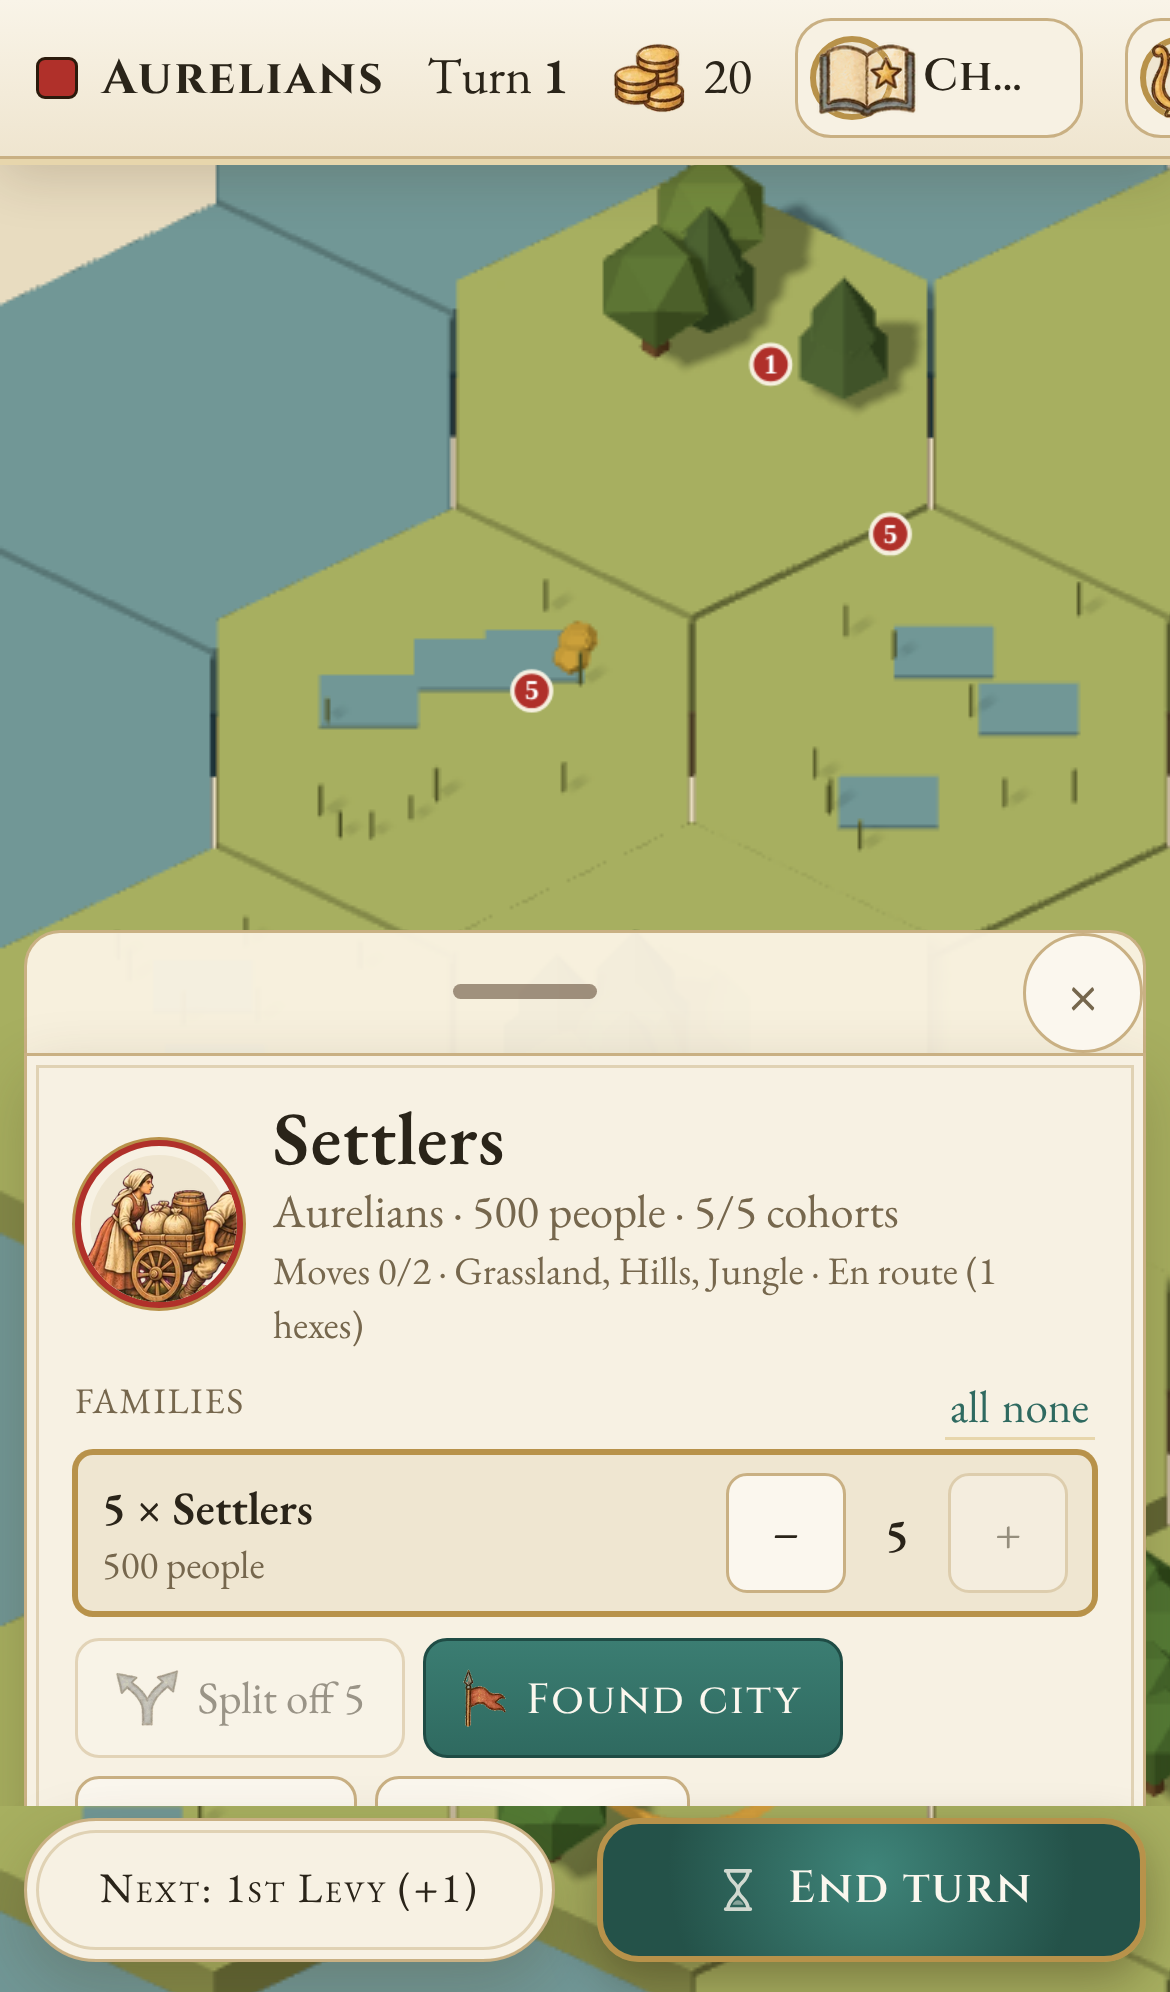 AURELIANS Turn 1 20 CH...
1
5
5
×
Settlers
Aurelians · 500 people · 5/5 cohorts
Moves 0/2 · Grassland, Hills, Jungle · En route (1
hexes)
FAMILIES all none
5 × Settlers
500 people
− 5 +
Split off 5 FOUND CITY
NEXT: 1ST LEVY (+1) END TURN